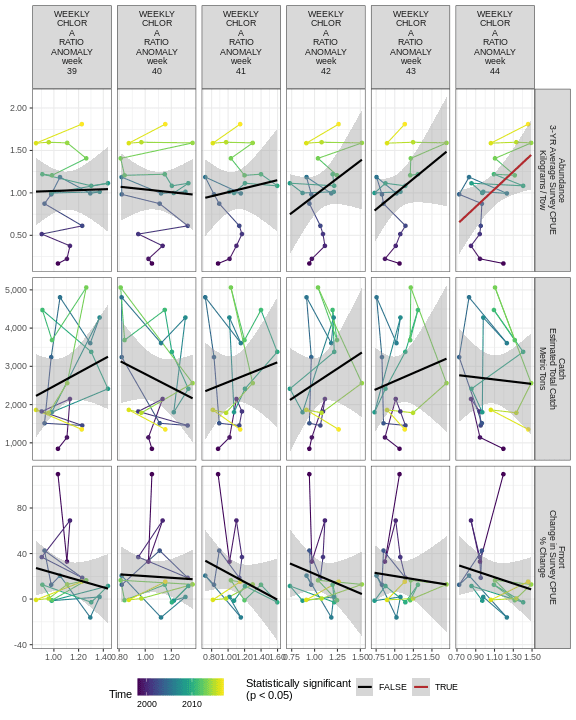 WEEKLY CHLOR A RATIO ANOMALY week 39
WEEKLY CHLOR A RATIO ANOMALY week 40
WEEKLY CHLOR A RATIO ANOMALY week 41
WEEKLY CHLOR A RATIO ANOMALY week 42
WEEKLY CHLOR A RATIO ANOMALY week 43
WEEKLY CHLOR A RATIO ANOMALY week 44
2.00
1.50
1.00
0.50
Abundance
3-YR Average Survey CPUE
Kilograms / Tow
5,000
4,000
3,000
2,000
1,000
Catch
Estimated Total Catch
Metric Tons
80
40
0
-40
Fmort
Change in Survey CPUE
% Change
1.00 1.20 1.40
0.80 1.00 1.20
0.80 1.00 1.20 1.40 1.60
0.75 1.00 1.25 1.50
0.75 1.00 1.25 1.50
0.70 0.90 1.10 1.30 1.50
Time
2000 2010
Statistically significant
(p < 0.05)
FALSE TRUE